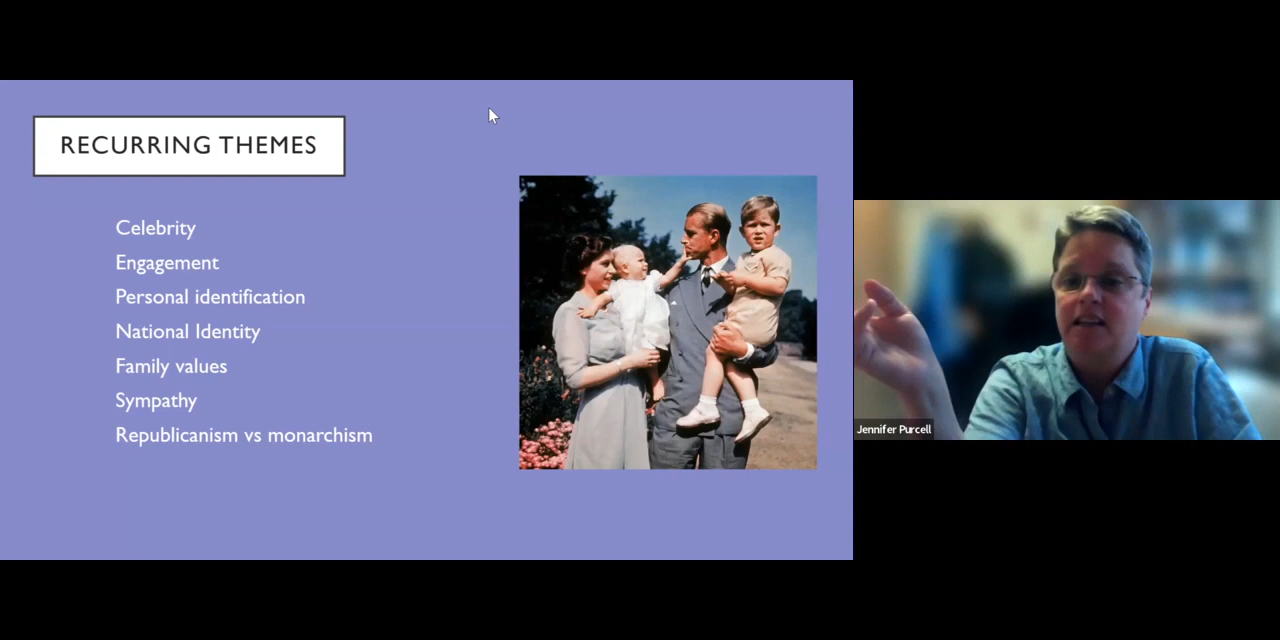 RECURRING THEMES
Celebrity
Engagement
Personal identification
National Identity
Family values
Sympathy
Republicanism vs monarchism
Jennifer Purcell